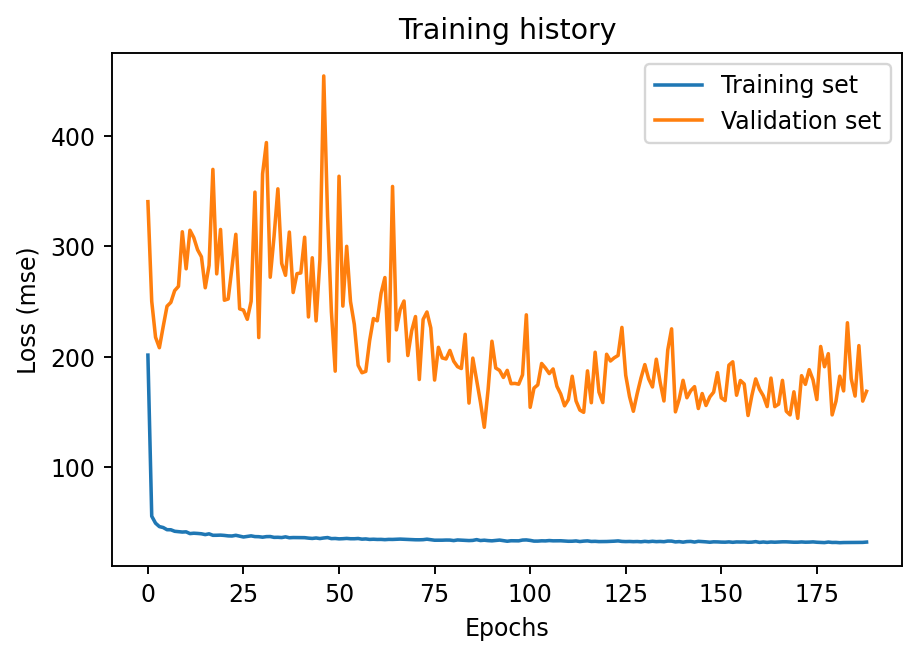 Training history
Training set
Validation set
400
300
200
100
Loss (mse)
0 25 50 75 100 125 150 175
Epochs